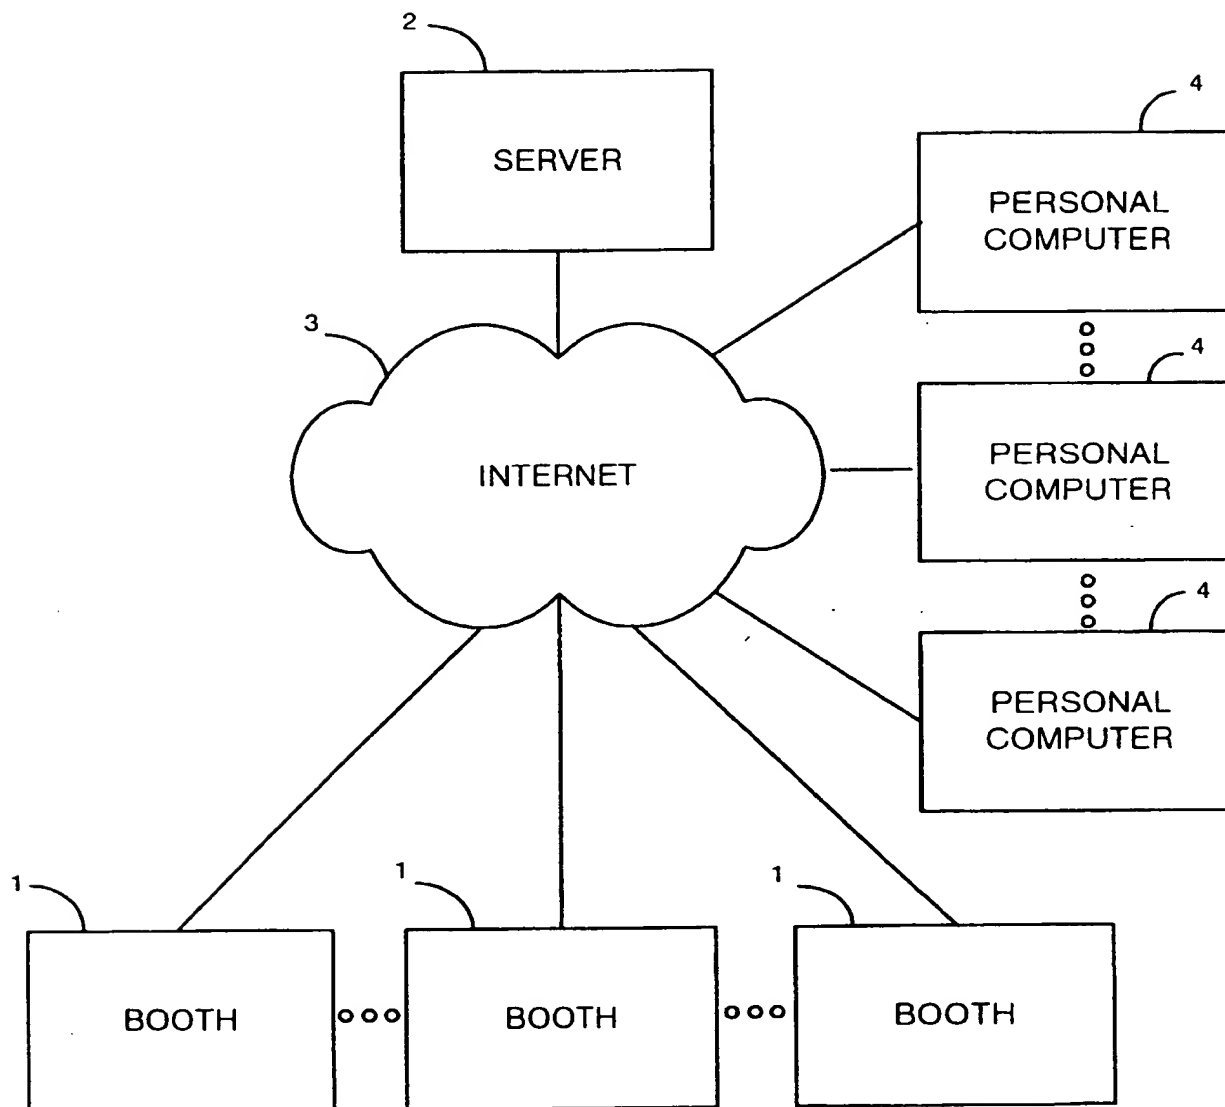 2
SERVER
4
PERSONAL
COMPUTER
3
4
INTERNET
PERSONAL
COMPUTER
4
PERSONAL
COMPUTER
1
1
1
BOOTH
BOOTH
BOOTH